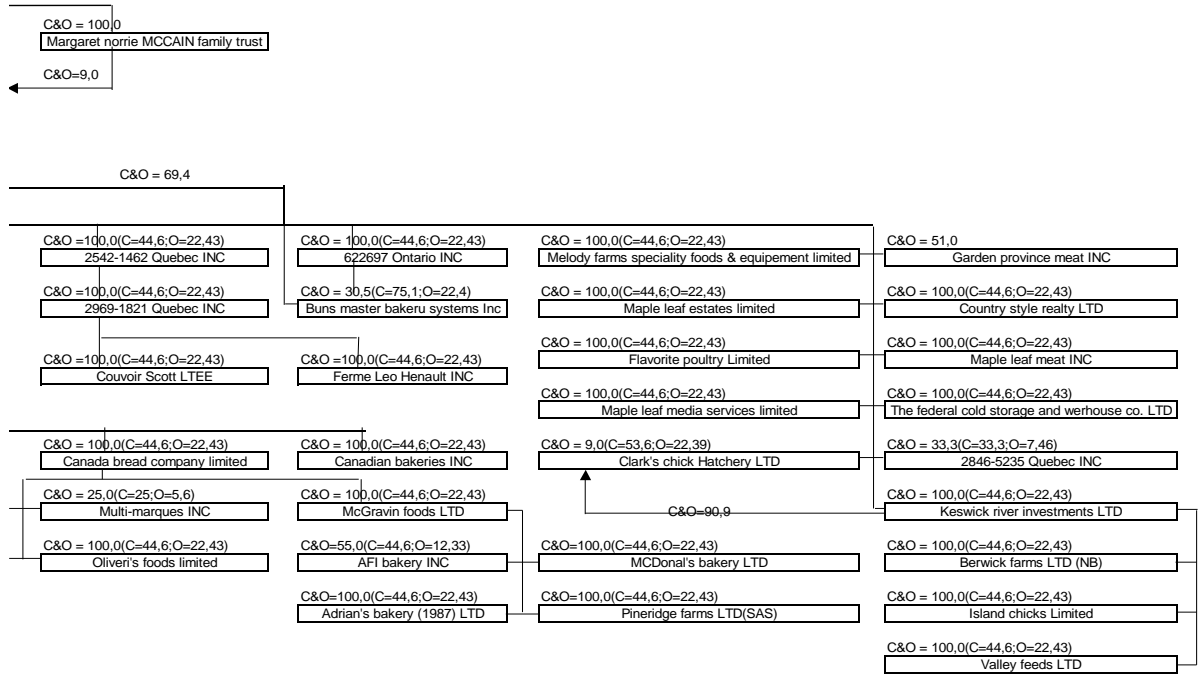 C&O = 100,0
Margaret norrie MCCAIN family trust
C&O=9,0
C&O = 69,4
C&O =100,0(C=44,6;O=22,43)
2542-1462 Quebec INC
C&O = 100,0(C=44,6;O=22,43)
622697 Ontario INC
C&O = 100,0(C=44,6;O=22,43)
Melody farms speciality foods & equipement limited
C&O = 51,0
Garden province meat INC
C&O =100,0(C=44,6;O=22,43)
2969-1821 Quebec INC
C&O = 30,5(C=75,1;O=22,4)
Buns master bakeru systems Inc
C&O = 100,0(C=44,6;O=22,43)
Maple leaf estates limited
C&O = 100,0(C=44,6;O=22,43)
Country style realty LTD
C&O =100,0(C=44,6;O=22,43)
Couvoir Scott LTEE
C&O =100,0(C=44,6;O=22,43)
Ferme Leo Henault INC
C&O = 100,0(C=44,6;O=22,43)
Flavorite poultry Limited
C&O = 100,0(C=44,6;O=22,43)
Maple leaf meat INC
C&O = 100,0(C=44,6;O=22,43)
Maple leaf media services limited
C&O = 100,0(C=44,6;O=22,43)
The federal cold storage and werhouse co. LTD
C&O = 100,0(C=44,6;O=22,43)
Canada bread company limited
C&O = 100,0(C=44,6;O=22,43)
Canadian bakeries INC
C&O = 9,0(C=53,6;O=22,39)
Clark's chick Hatchery LTD
C&O = 33,3(C=33,3;O=7,46)
2846-5235 Quebec INC
C&O = 25,0(C=25;O=5,6)
Multi-marques INC
C&O = 100,0(C=44,6;O=22,43)
McGravin foods LTD
C&O=90,9
C&O = 100,0(C=44,6;O=22,43)
Keswick river investments LTD
C&O = 100,0(C=44,6;O=22,43)
Oliveri's foods limited
C&O=55,0(C=44,6;O=12,33)
AFI bakery INC
C&O=100,0(C=44,6;O=22,43)
MCDonal's bakery LTD
C&O = 100,0(C=44,6;O=22,43)
Berwick farms LTD (NB)
C&O=100,0(C=44,6;O=22,43)
Adrian's bakery (1987) LTD
C&O=100,0(C=44,6;O=22,43)
Pineridge farms LTD(SAS)
C&O = 100,0(C=44,6;O=22,43)
Island chicks Limited
C&O = 100,0(C=44,6;O=22,43)
Valley feeds LTD